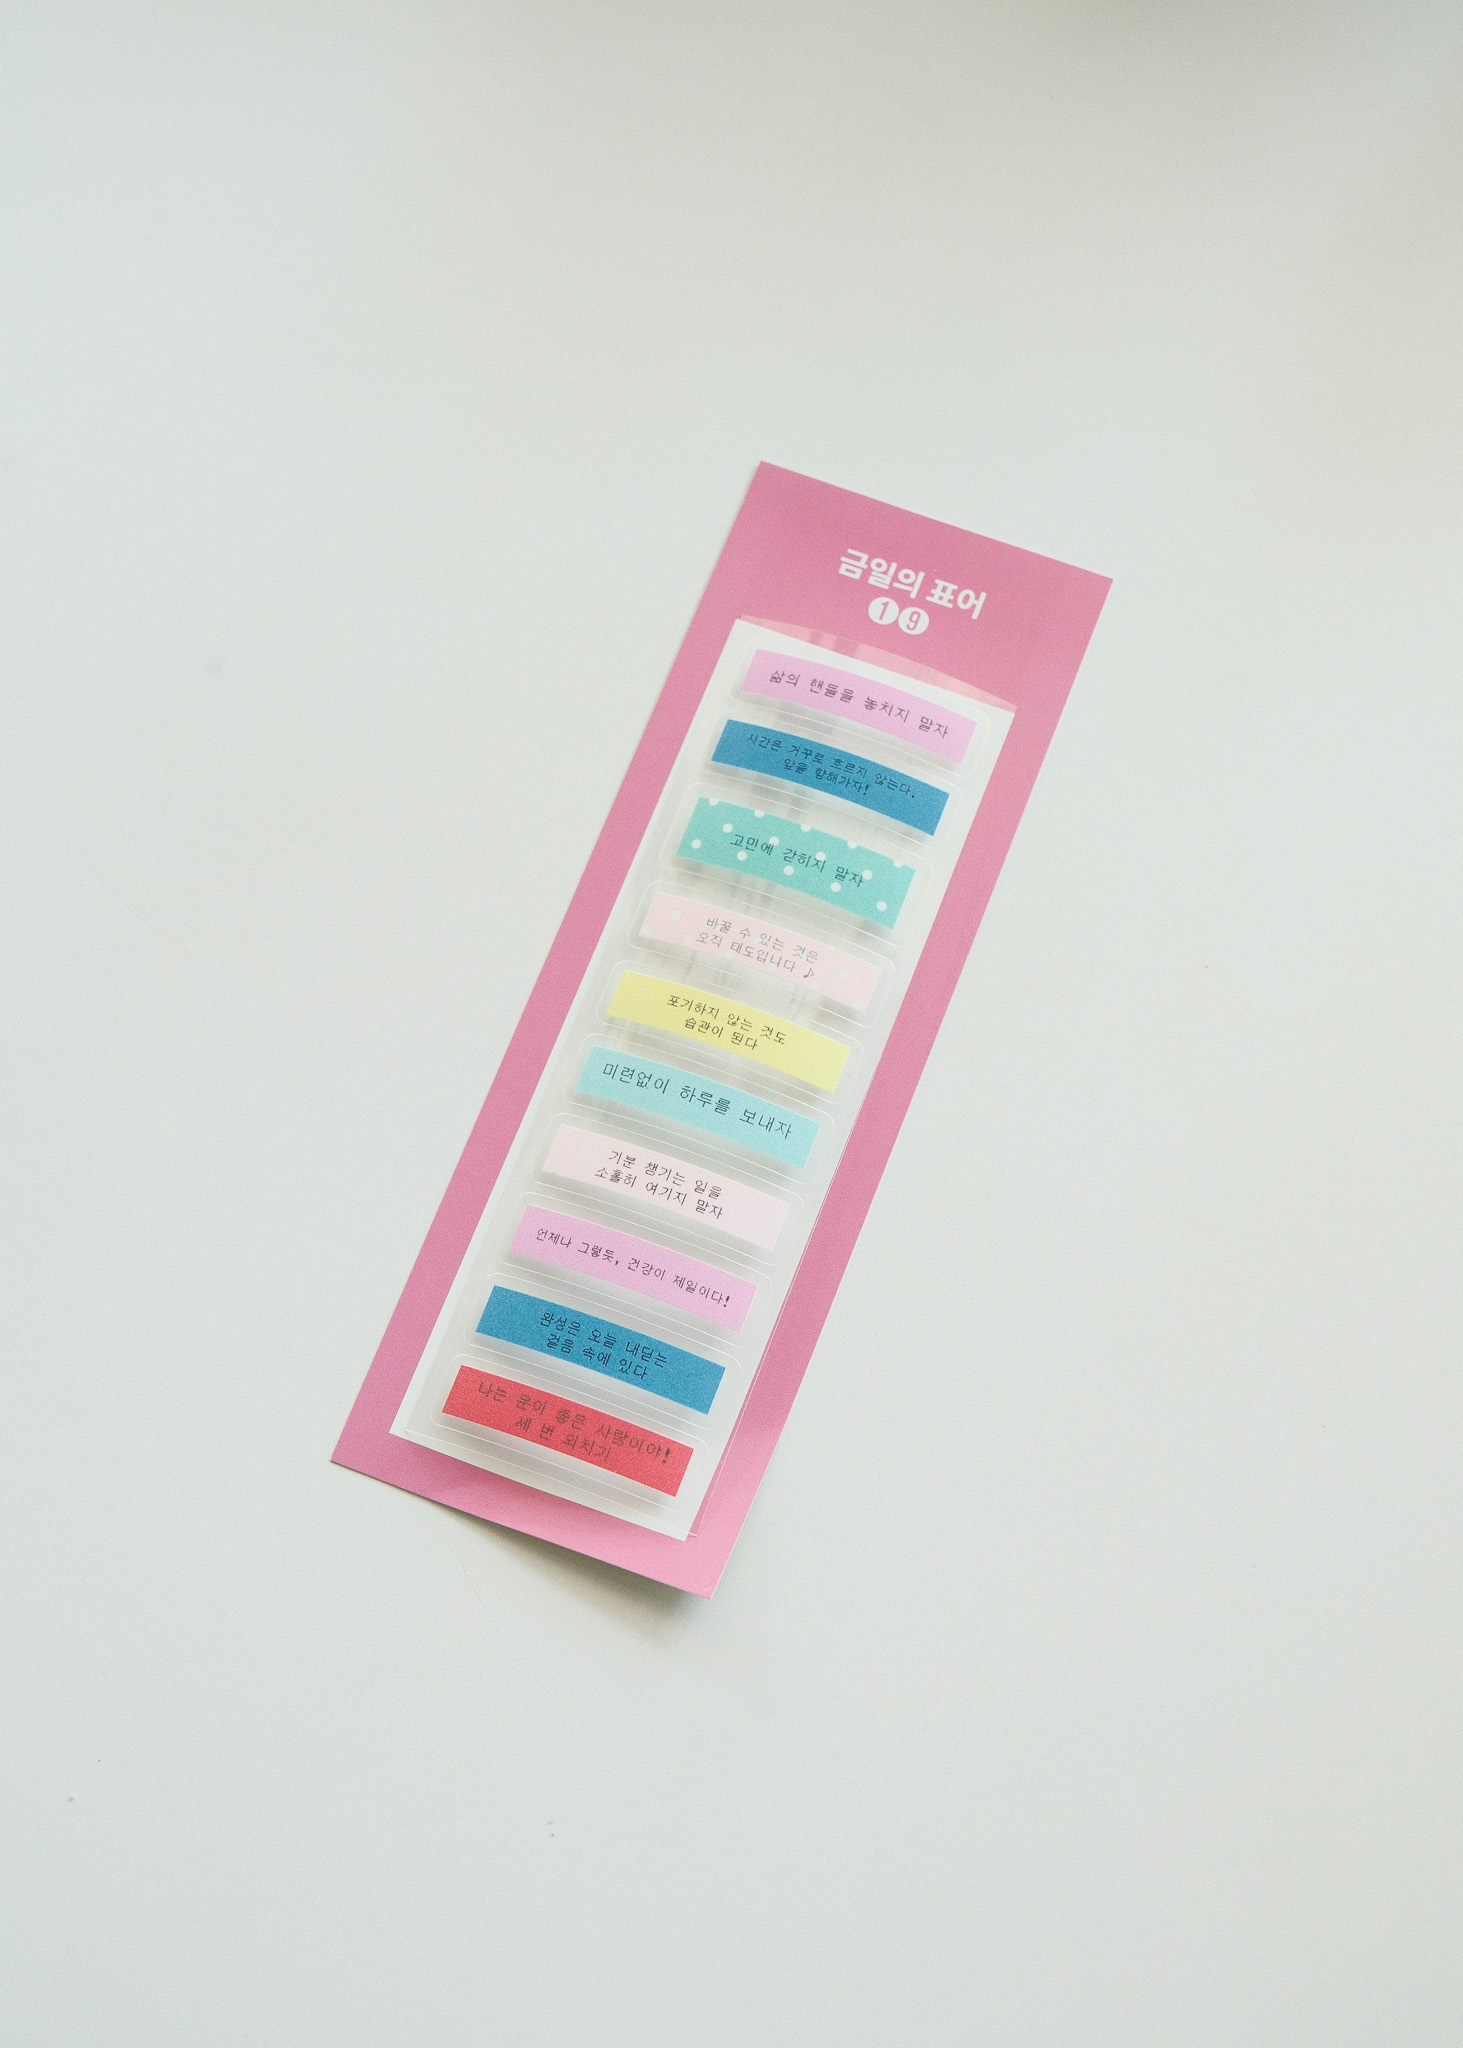 금일의 표어
19
삶의 핸들을 놓치지 말자
시간은 거꾸로 흐르지 않는다.
앞을 향해가자!
고민에 갇히지 말자
바꿀 수 있는 것은
오직 태도입니다 ♪
포기하지 않는 것도
습관이 된다
미련없이 하루를 보내자
기분 챙기는 일을
소홀히 여기지 말자
언제나 그렇듯, 건강이 제일이다!
완성은 오늘 내딛는
걸음 속에 있다
나는 운이 좋은 사람이야!
세 번 외치기